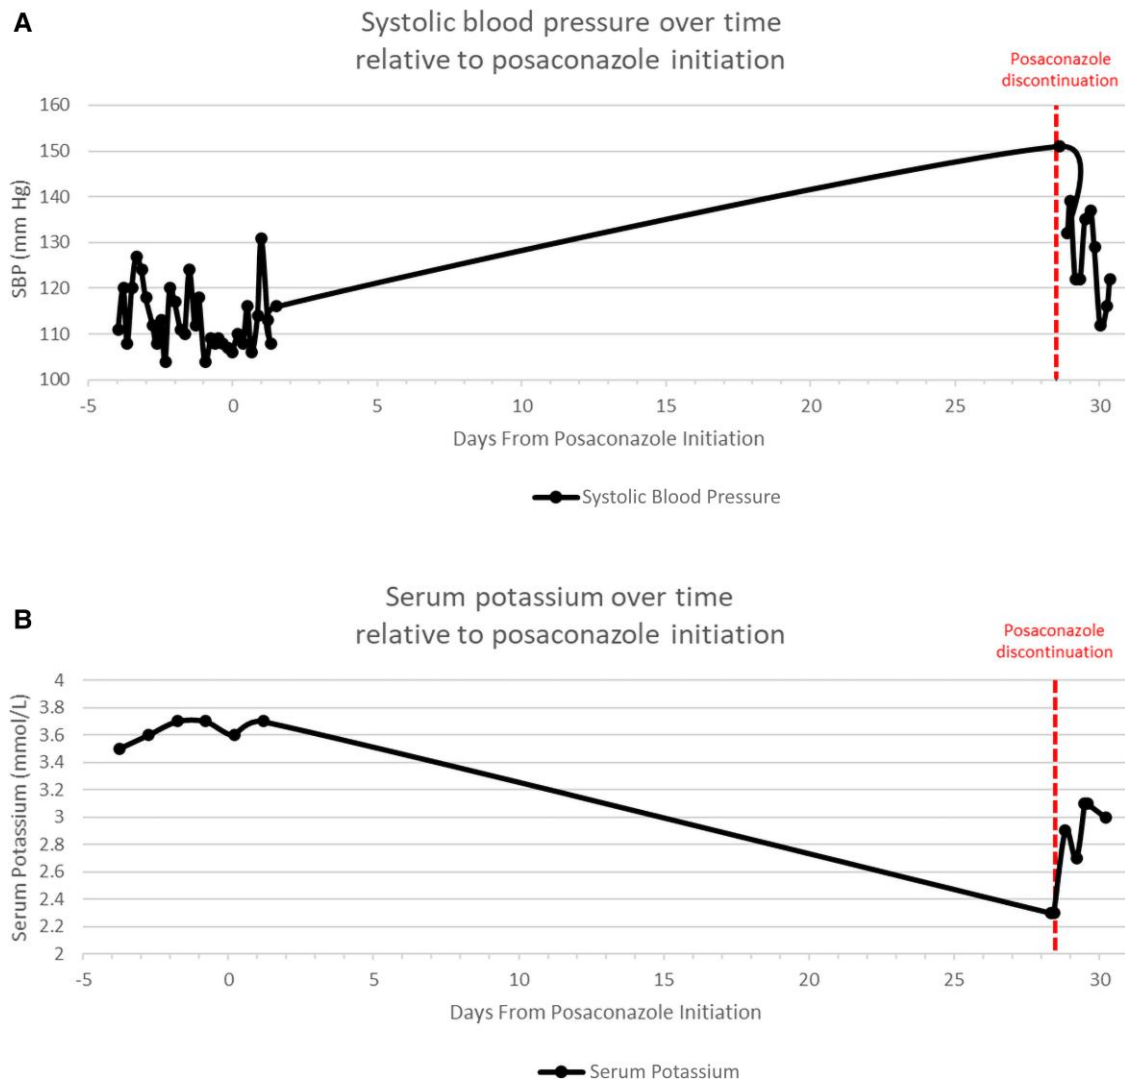 A
Systolic blood pressure over time
relative to posaconazole initiation
Posaconazole
discontinuation
160
150
140
130
120
110
100
SBP (mm Hg)
-5 0 5 10 15 20 25 30
Days From Posaconazole Initiation
Systolic Blood Pressure
B
Serum potassium over time
relative to posaconazole initiation
Posaconazole
discontinuation
4
3.8
3.6
3.4
3.2
3
2.8
2.6
2.4
2.2
2
Serum Potassium (mmol/L)
-5 0 5 10 15 20 25 30
Days From Posaconazole Initiation
Serum Potassium